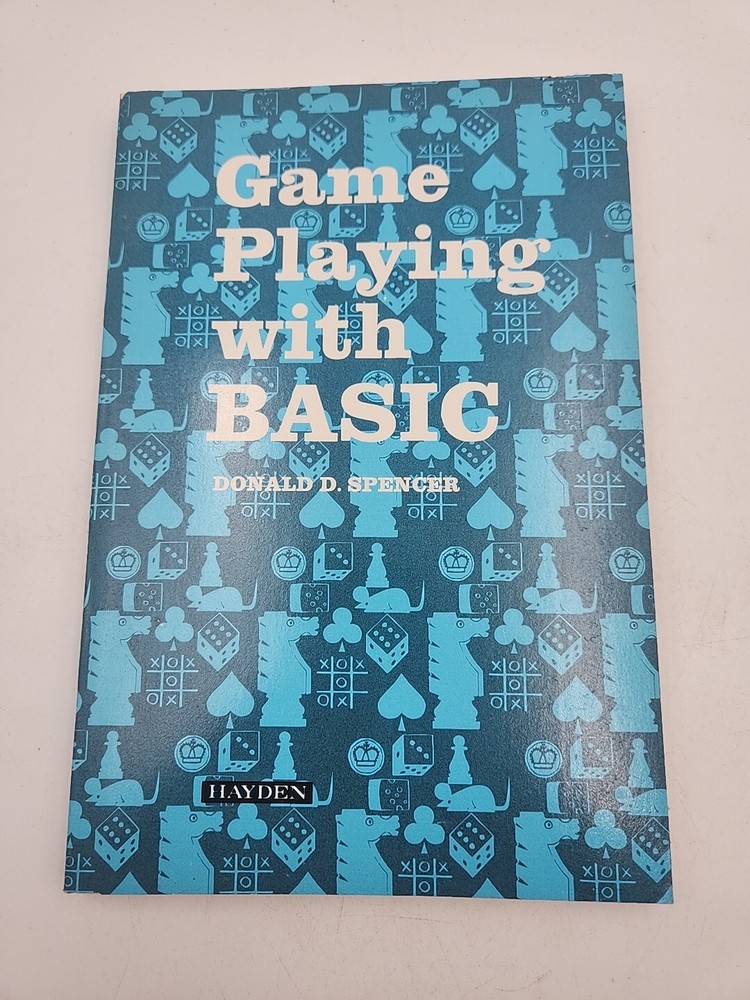 Game
Playing
with
BASIC
DONALD D. SPENCER
HAYDEN